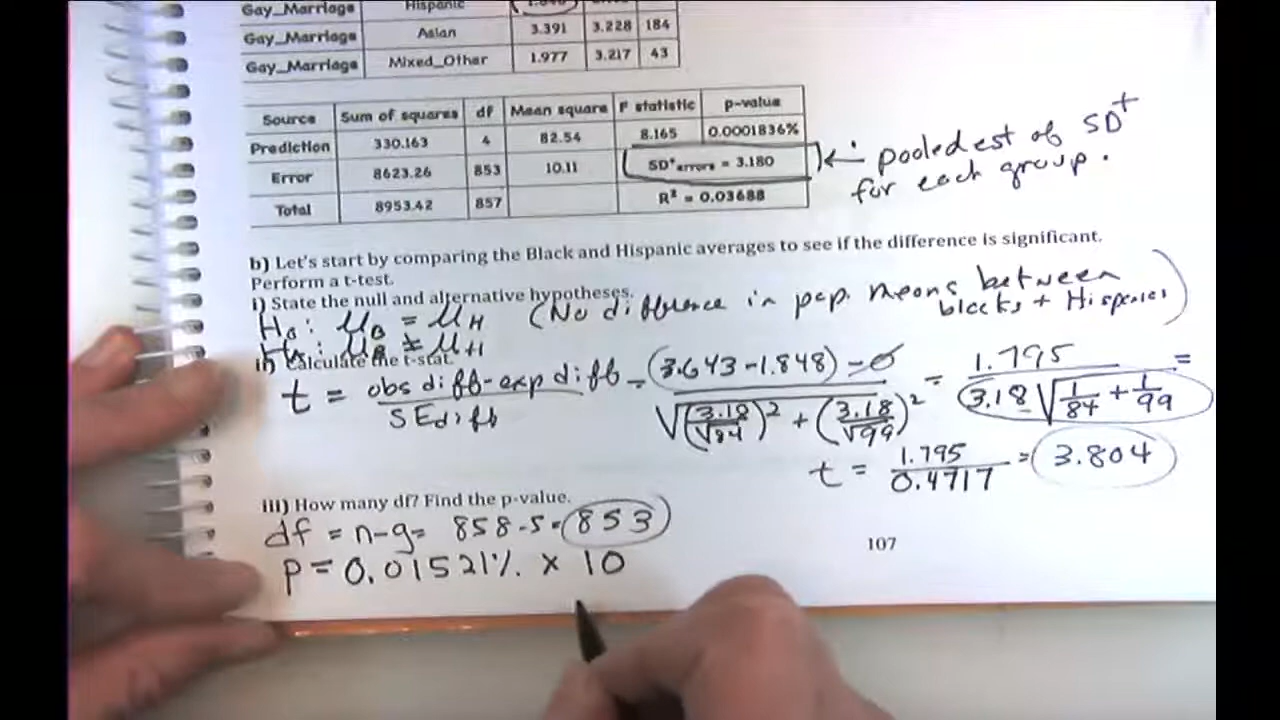 Gay_Marriage Hispanic
Gay_Marriage Asian 3.391 3.228 184
Gay_Marriage Mixed_Other 1.977 3.217 43
Source Sum of squares df Mean square F statistic p-value
Prediction 330.163 4 82.54 8.165 0.0001836%
Error 8623.26 853 10.11 SD⁺errors = 3.180
Total 8953.42 857 R² = 0.03688
← pooled est of SD⁺
for each group.
b) Let's start by comparing the Black and Hispanic averages to see if the difference is significant.
Perform a t-test.
i) State the null and alternative hypotheses.
H₀: μB = μH (No difference in pop. means between
blacks + Hispanics)
μB ≠ μH
ii) Calculate the t-stat.
t = obs diff - exp diff / SE diff = (3.643 - 1.848) - 0 / √((3.18/√84)² + (3.18/√99)²) = 1.795 / 3.18 √(1/84 + 1/99) =
t = 1.795 / 0.4717 = 3.804
iii) How many df? Find the p-value.
df = n-g = 858-5 = 853
P = 0.01521% x 10
107